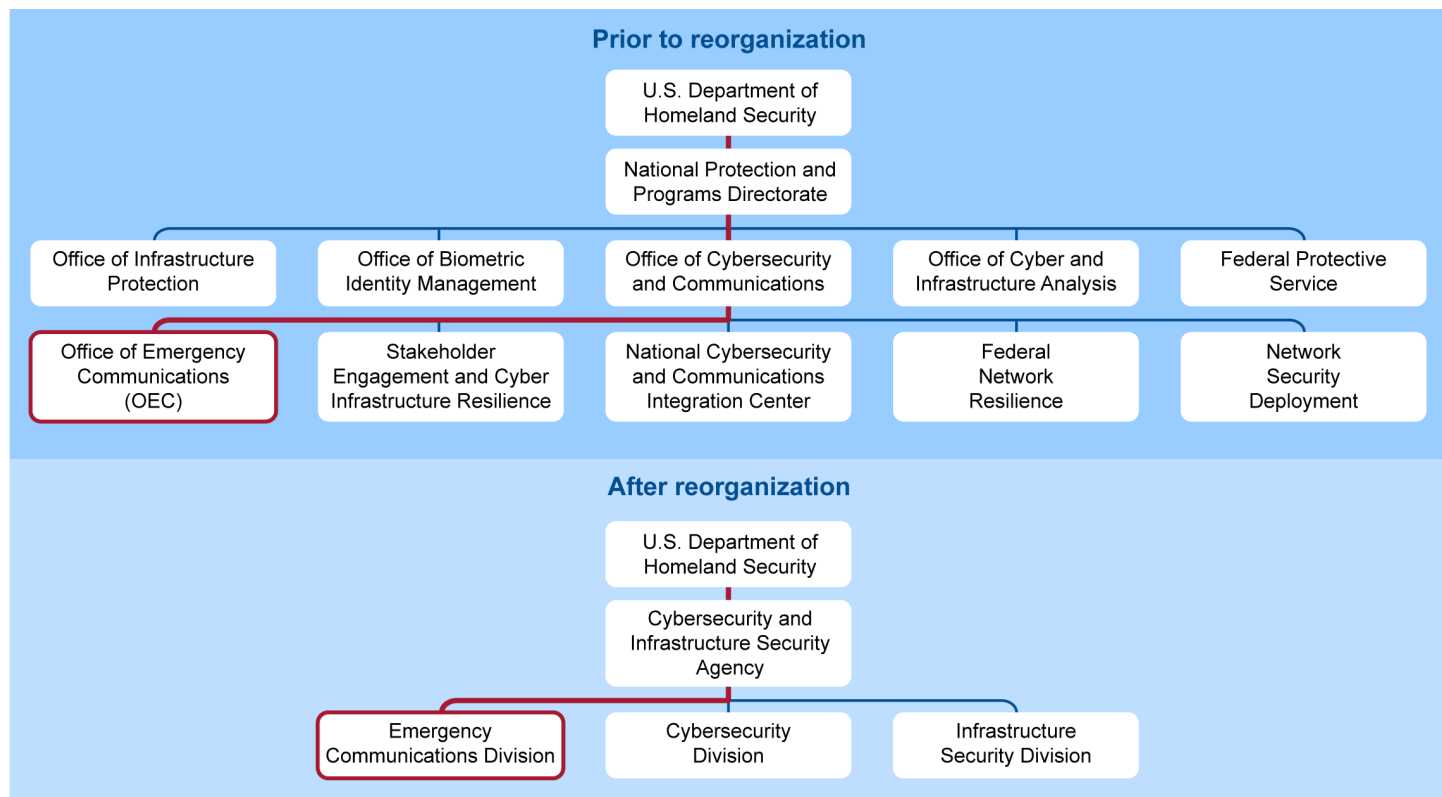 Prior to reorganization
U.S. Department of
Homeland Security
National Protection and
Programs Directorate
Office of Infrastructure
Protection
Office of Biometric
Identity Management
Office of Cybersecurity
and Communications
Office of Cyber and
Infrastructure Analysis
Federal Protective
Service
Office of Emergency
Communications
(OEC)
Stakeholder
Engagement and Cyber
Infrastructure Resilience
National Cybersecurity
and Communications
Integration Center
Federal
Network
Resilience
Network
Security
Deployment
After reorganization
U.S. Department of
Homeland Security
Cybersecurity and
Infrastructure Security
Agency
Emergency
Communications Division
Cybersecurity
Division
Infrastructure
Security Division